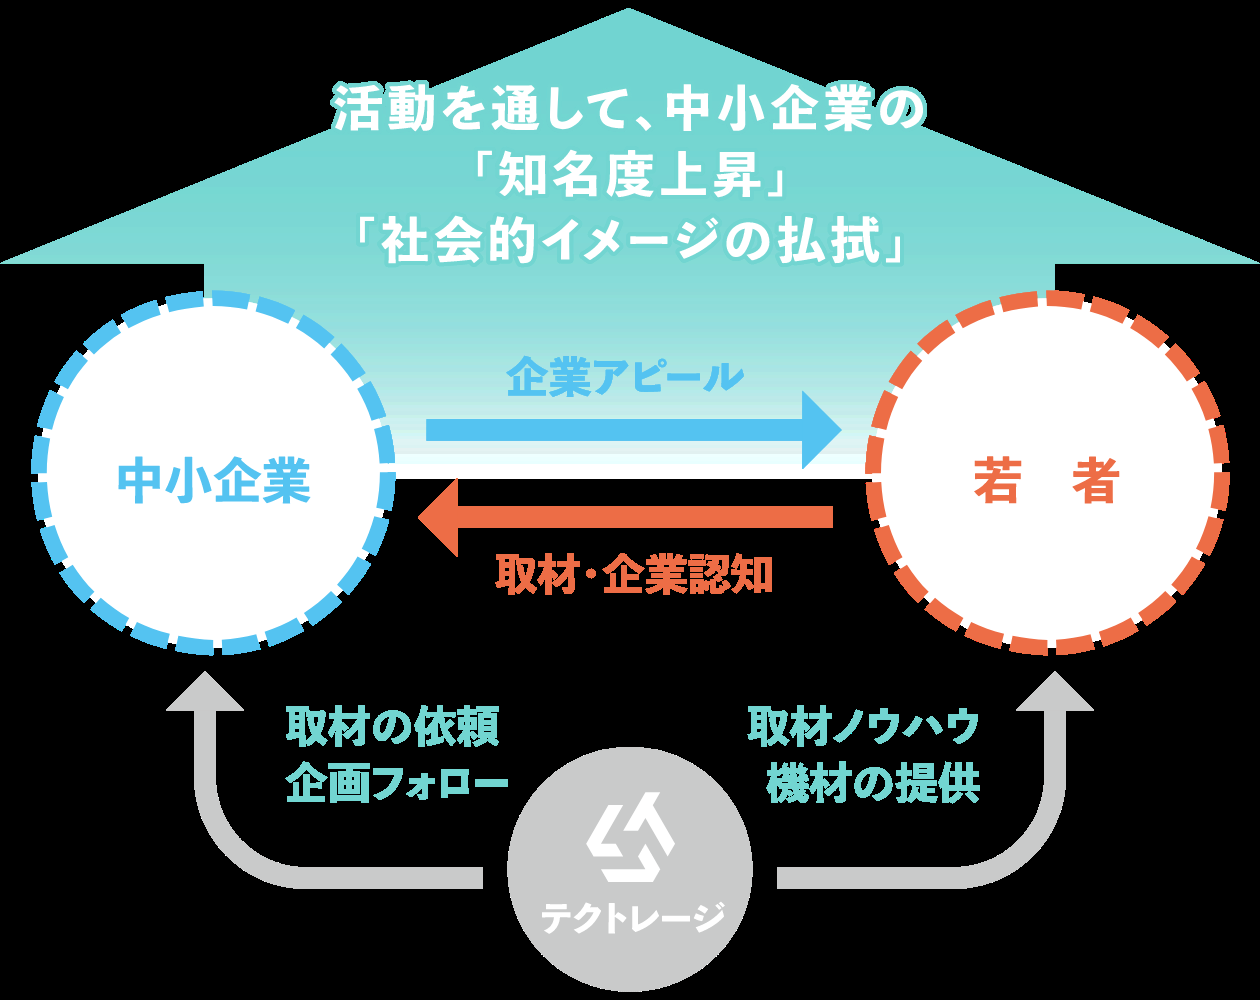 活動を通して、中小企業の
「知名度上昇」
「社会的イメージの払拭」
企業アピール
中小企業
若　者
取材・企業認知
取材の依頼
企画フォロー
取材ノウハウ
機材の提供
テクトレージ